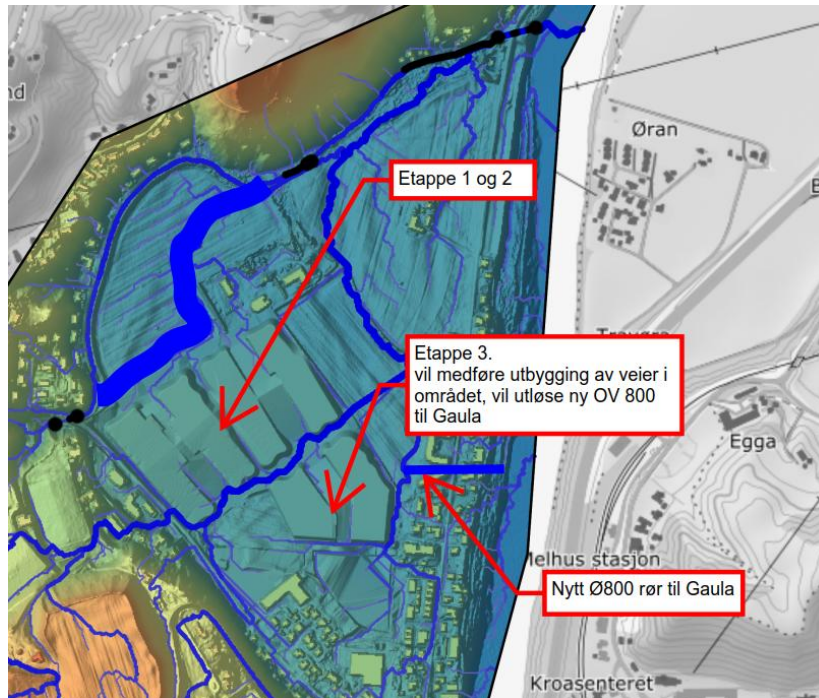 nd
Øran
Etappe 1 og 2
Etappe 3.
vil medføre utbygging av veier i
området, vil utløse ny OV 800
til Gaula
Egga
Melhus stasjon
Nytt Ø800 rør til Gaula
Kroasenteret